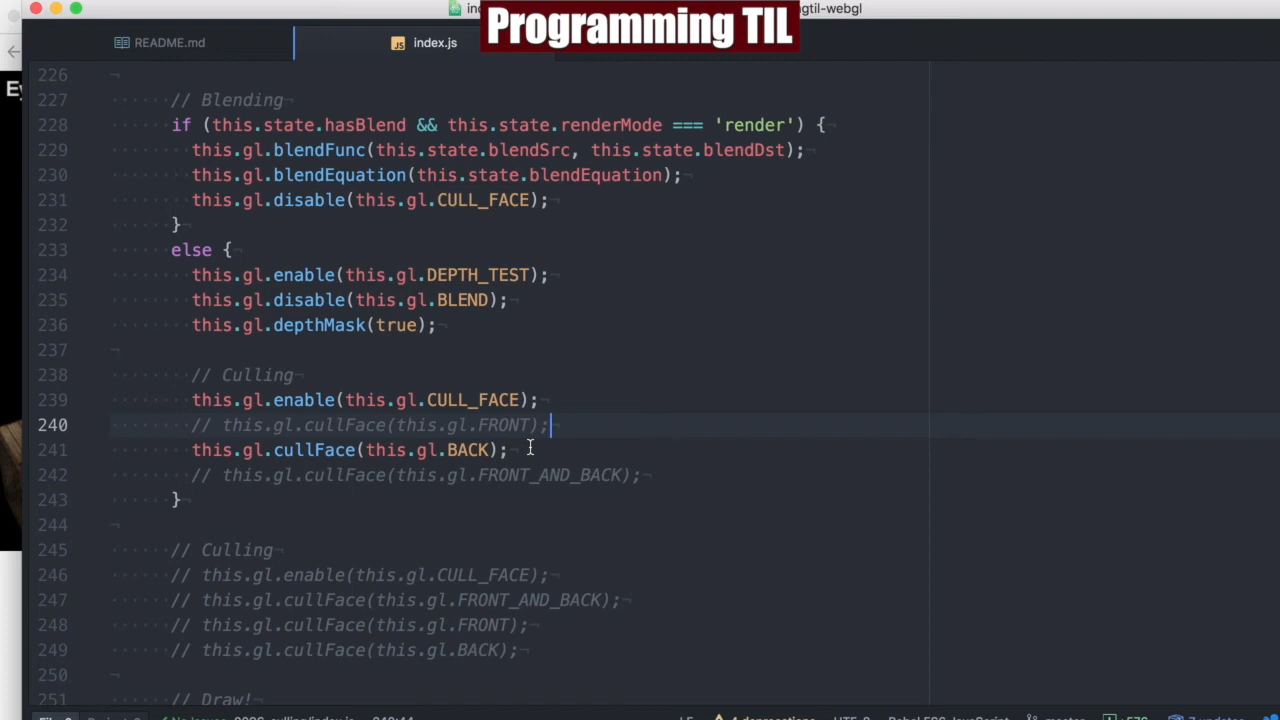 Programming TIL
gtil-webgl
README.md
index.js
226
227 // Blending
228 if (this.state.hasBlend && this.state.renderMode === 'render') {
229 this.gl.blendFunc(this.state.blendSrc, this.state.blendDst);
230 this.gl.blendEquation(this.state.blendEquation);
231 this.gl.disable(this.gl.CULL_FACE);
232 }
233 else {
234 this.gl.enable(this.gl.DEPTH_TEST);
235 this.gl.disable(this.gl.BLEND);
236 this.gl.depthMask(true);
237
238 // Culling
239 this.gl.enable(this.gl.CULL_FACE);
240 // this.gl.cullFace(this.gl.FRONT);
241 this.gl.cullFace(this.gl.BACK);
242 // this.gl.cullFace(this.gl.FRONT_AND_BACK);
243 }
244
245 // Culling
246 // this.gl.enable(this.gl.CULL_FACE);
247 // this.gl.cullFace(this.gl.FRONT_AND_BACK);
248 // this.gl.cullFace(this.gl.FRONT);
249 // this.gl.cullFace(this.gl.BACK);
250
251 // Draw!